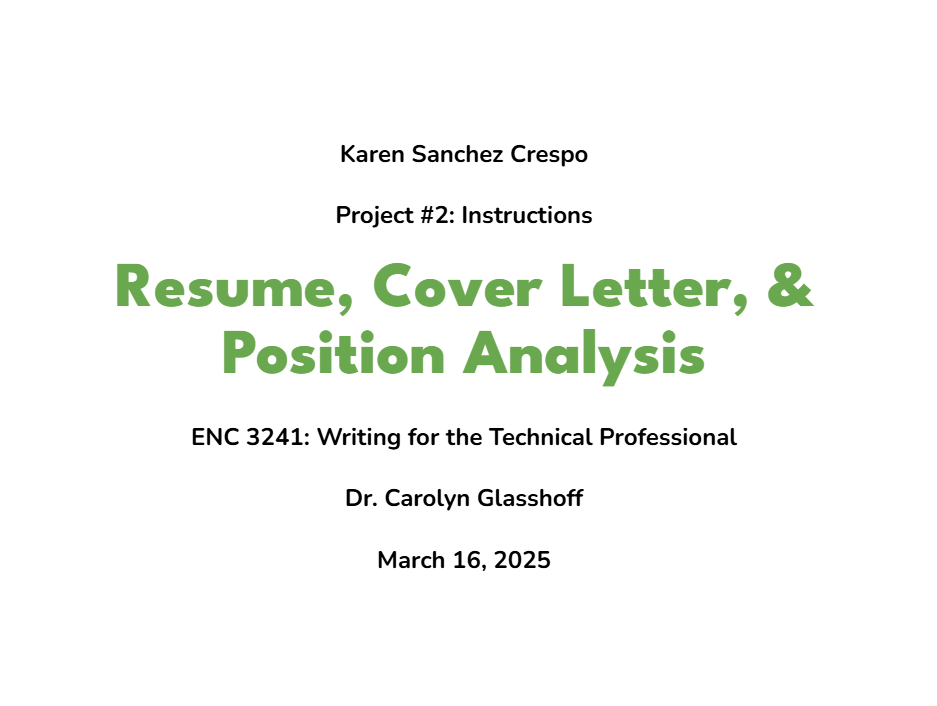 Karen Sanchez Crespo
Project #2: Instructions
Resume, Cover Letter, &
Position Analysis
ENC 3241: Writing for the Technical Professional
Dr. Carolyn Glasshoff
March 16, 2025